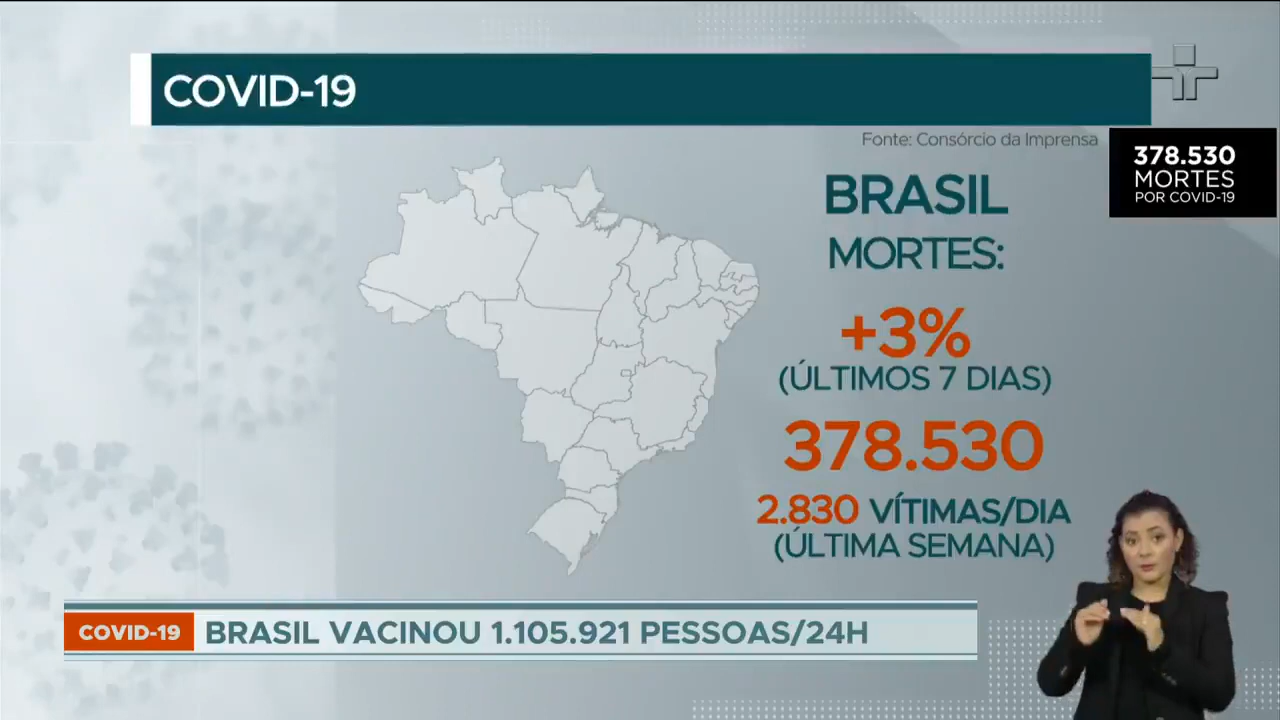 COVID-19
Fonte: Consórcio da Imprensa
378.530
MORTES
POR COVID-19
BRASIL
MORTES:
+3%
(ÚLTIMOS 7 DIAS)
378.530
2.830 VÍTIMAS/DIA
(ÚLTIMA SEMANA)
COVID-19
BRASIL VACINOU 1.105.921 PESSOAS/24H